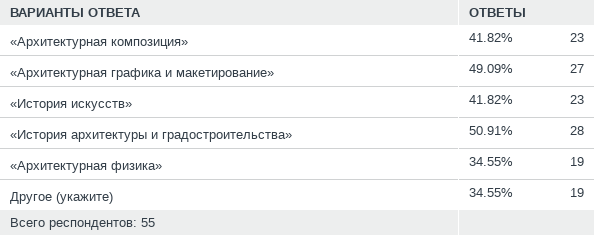 ВАРИАНТЫ ОТВЕТА ОТВЕТЫ
«Архитектурная композиция» 41.82% 23
«Архитектурная графика и макетирование» 49.09% 27
«История искусств» 41.82% 23
«История архитектуры и градостроительства» 50.91% 28
«Архитектурная физика» 34.55% 19
Другое (укажите) 34.55% 19
Всего респондентов: 55